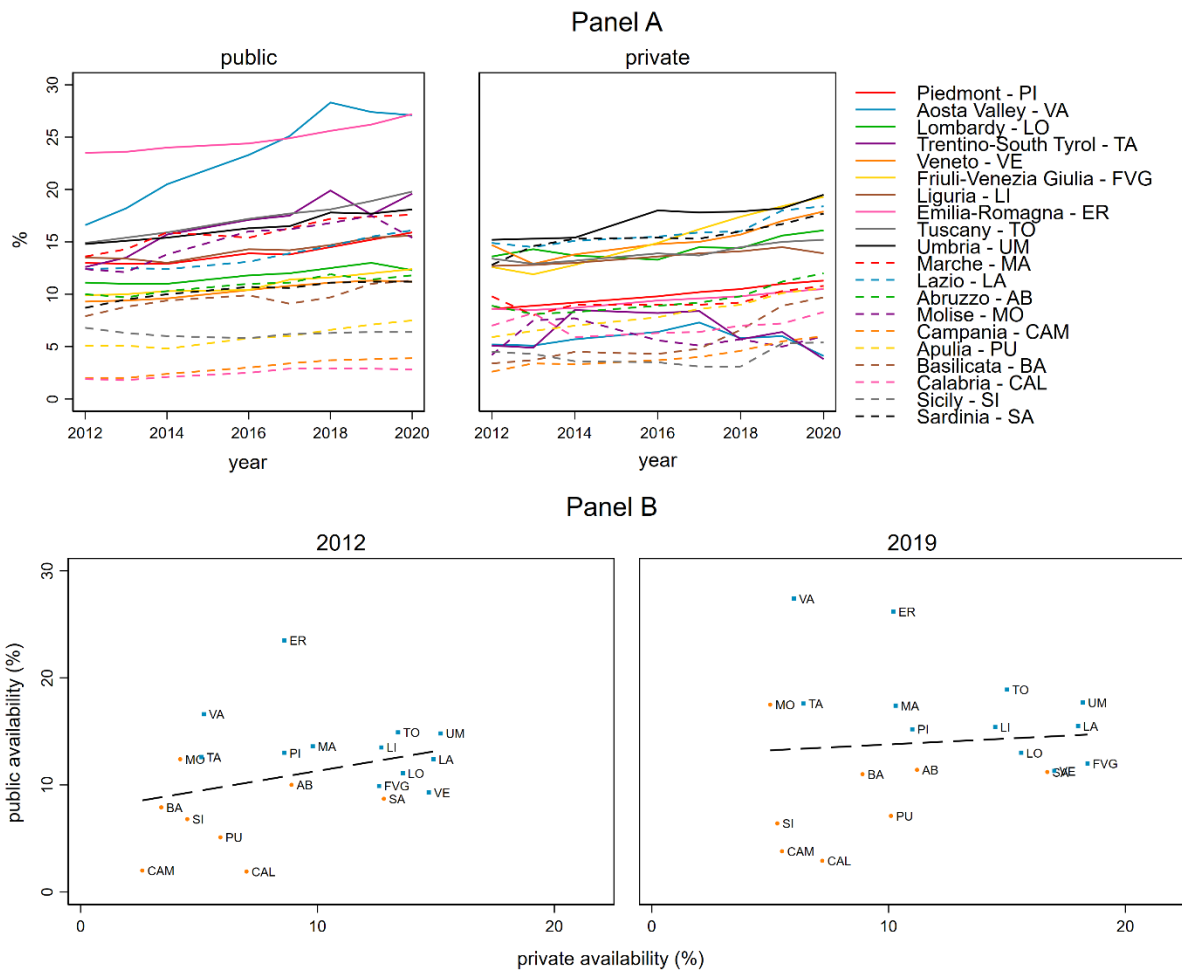 Panel A
public
private
30
25
20
15
10
5
0
%
2012
2014
2016
2018
2020
year
2012
2014
2016
2018
2020
year
Piedmont - PI
Aosta Valley - VA
Lombardy - LO
Trentino-South Tyrol - TA
Veneto - VE
Friuli-Venezia Giulia - FVG
Liguria - LI
Emilia-Romagna - ER
Tuscany - TO
Umbria - UM
Marche - MA
Lazio - LA
Abruzzo - AB
Molise - MO
Campania - CAM
Apulia - PU
Basilicata - BA
Calabria - CAL
Sicily - SI
Sardinia - SA
Panel B
2012
2019
public availability (%)
30
20
10
0
ER
VA
TO
UM
MA
LI
PI
MO
TA
LA
LO
AB
FVG
VE
SA
BA
SI
PU
CAM
CAL
0
10
20
VA
ER
TO
MO
TA
MA
UM
PI
LI
LA
LO
FVG
AB
VE
SA
BA
PU
SI
CAM
CAL
0
10
20
private availability (%)